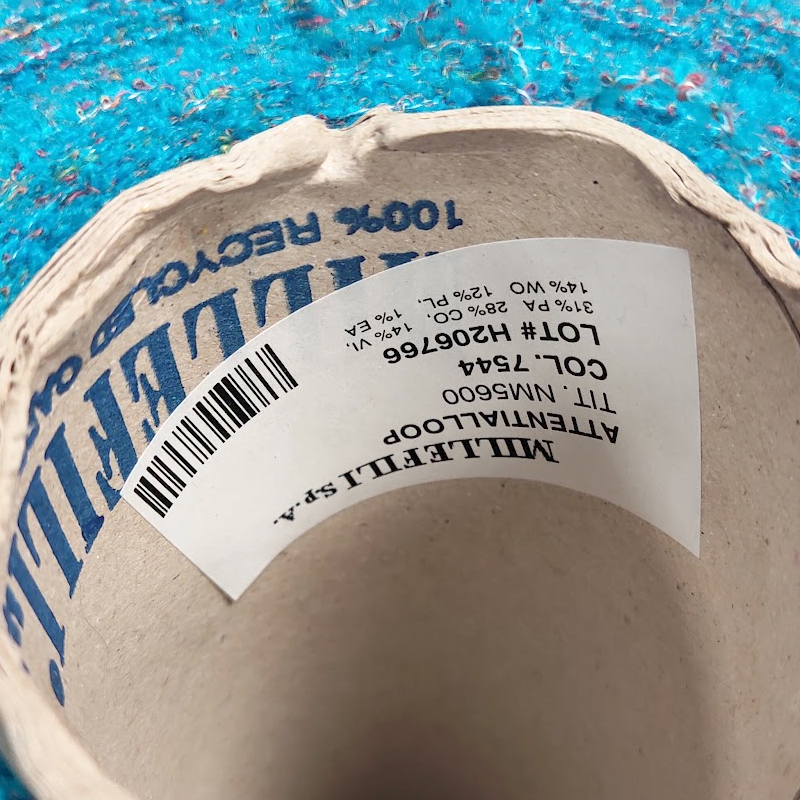 MILLEFILI S.p.A.
ATTENTIALLOOP
TIT. NM5600
COL. 7544
LOT# H206766
31% PA 28% CO, 14% VI,
14% WO 12% PL, 1% EA
MILLEFILI
100% RECYCLED